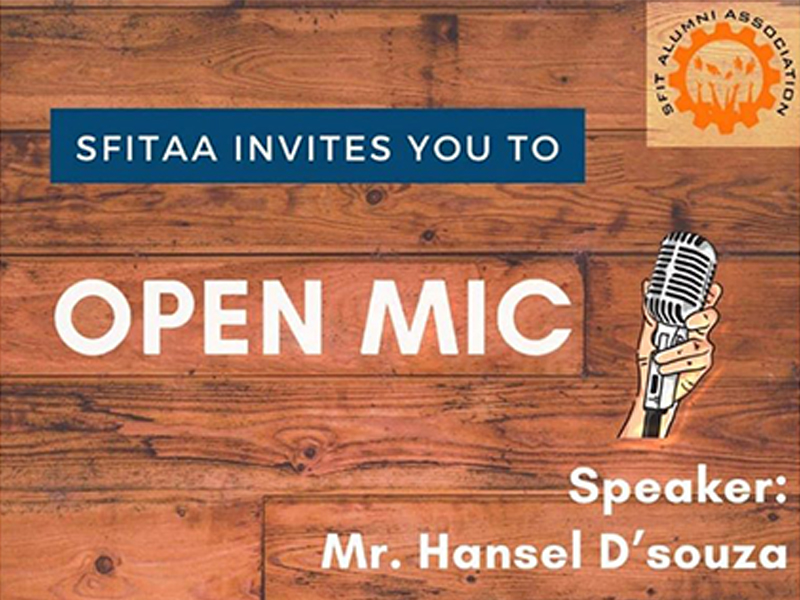 SFIT ALUMNI ASSOCIATION
SFITAA INVITES YOU TO
OPEN MIC
Speaker:
Mr. Hansel D’souza